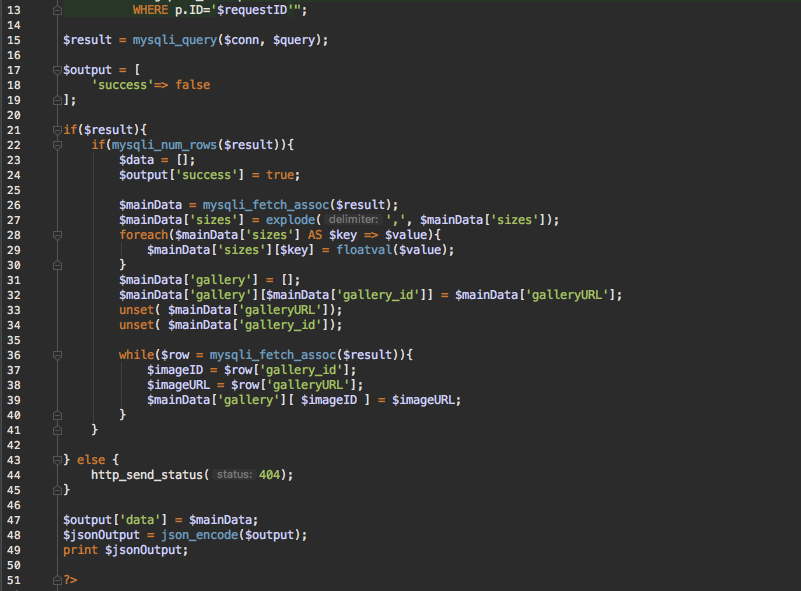 13 WHERE p.ID='$requestID'";
14
15 $result = mysqli_query($conn, $query);
16
17 $output = [
18 'success'=> false
19 ];
20
21 if($result){
22 if(mysqli_num_rows($result)){
23 $data = [];
24 $output['success'] = true;
25
26 $mainData = mysqli_fetch_assoc($result);
27 $mainData['sizes'] = explode( delimiter: ',', $mainData['sizes']);
28 foreach($mainData['sizes'] AS $key => $value){
29 $mainData['sizes'][$key] = floatval($value);
30 }
31 $mainData['gallery'] = [];
32 $mainData['gallery'][$mainData['gallery_id']] = $mainData['galleryURL'];
33 unset( $mainData['galleryURL']);
34 unset( $mainData['gallery_id']);
35
36 while($row = mysqli_fetch_assoc($result)){
37 $imageID = $row['gallery_id'];
38 $imageURL = $row['galleryURL'];
39 $mainData['gallery'][ $imageID ] = $imageURL;
40 }
41 }
42
43 } else {
44 http_send_status( status: 404);
45 }
46
47 $output['data'] = $mainData;
48 $jsonOutput = json_encode($output);
49 print $jsonOutput;
50
51 ?>